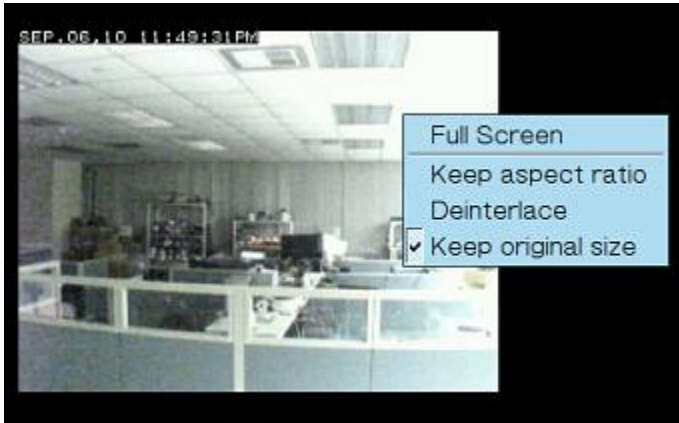 SEP.06,10 11:49:31PM
Full Screen
Keep aspect ratio
Deinterlace
Keep original size